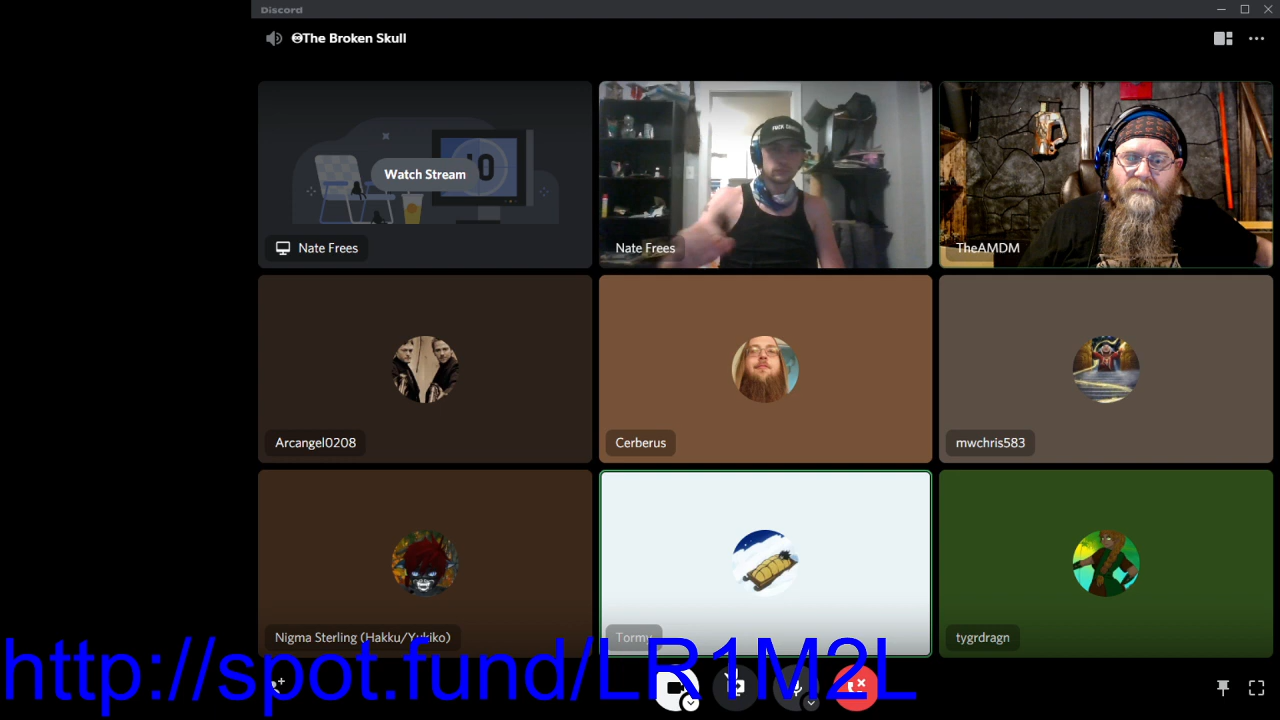 Discord
The Broken Skull
Watch Stream
Nate Frees
Nate Frees
TheAMDM
Arcangel0208
Cerberus
mwchris583
Nigma Sterling (Hakku/Yukiko)
Tormy
tygrdragn
http://spot.fund/LR1M2L